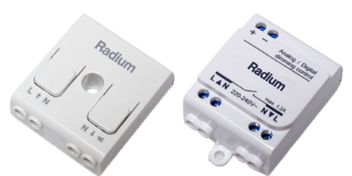 Radium
L N
N
+ -
Analog / Digital
dimming control
Radium
L N
220-240V~
max. 1.2A
N L